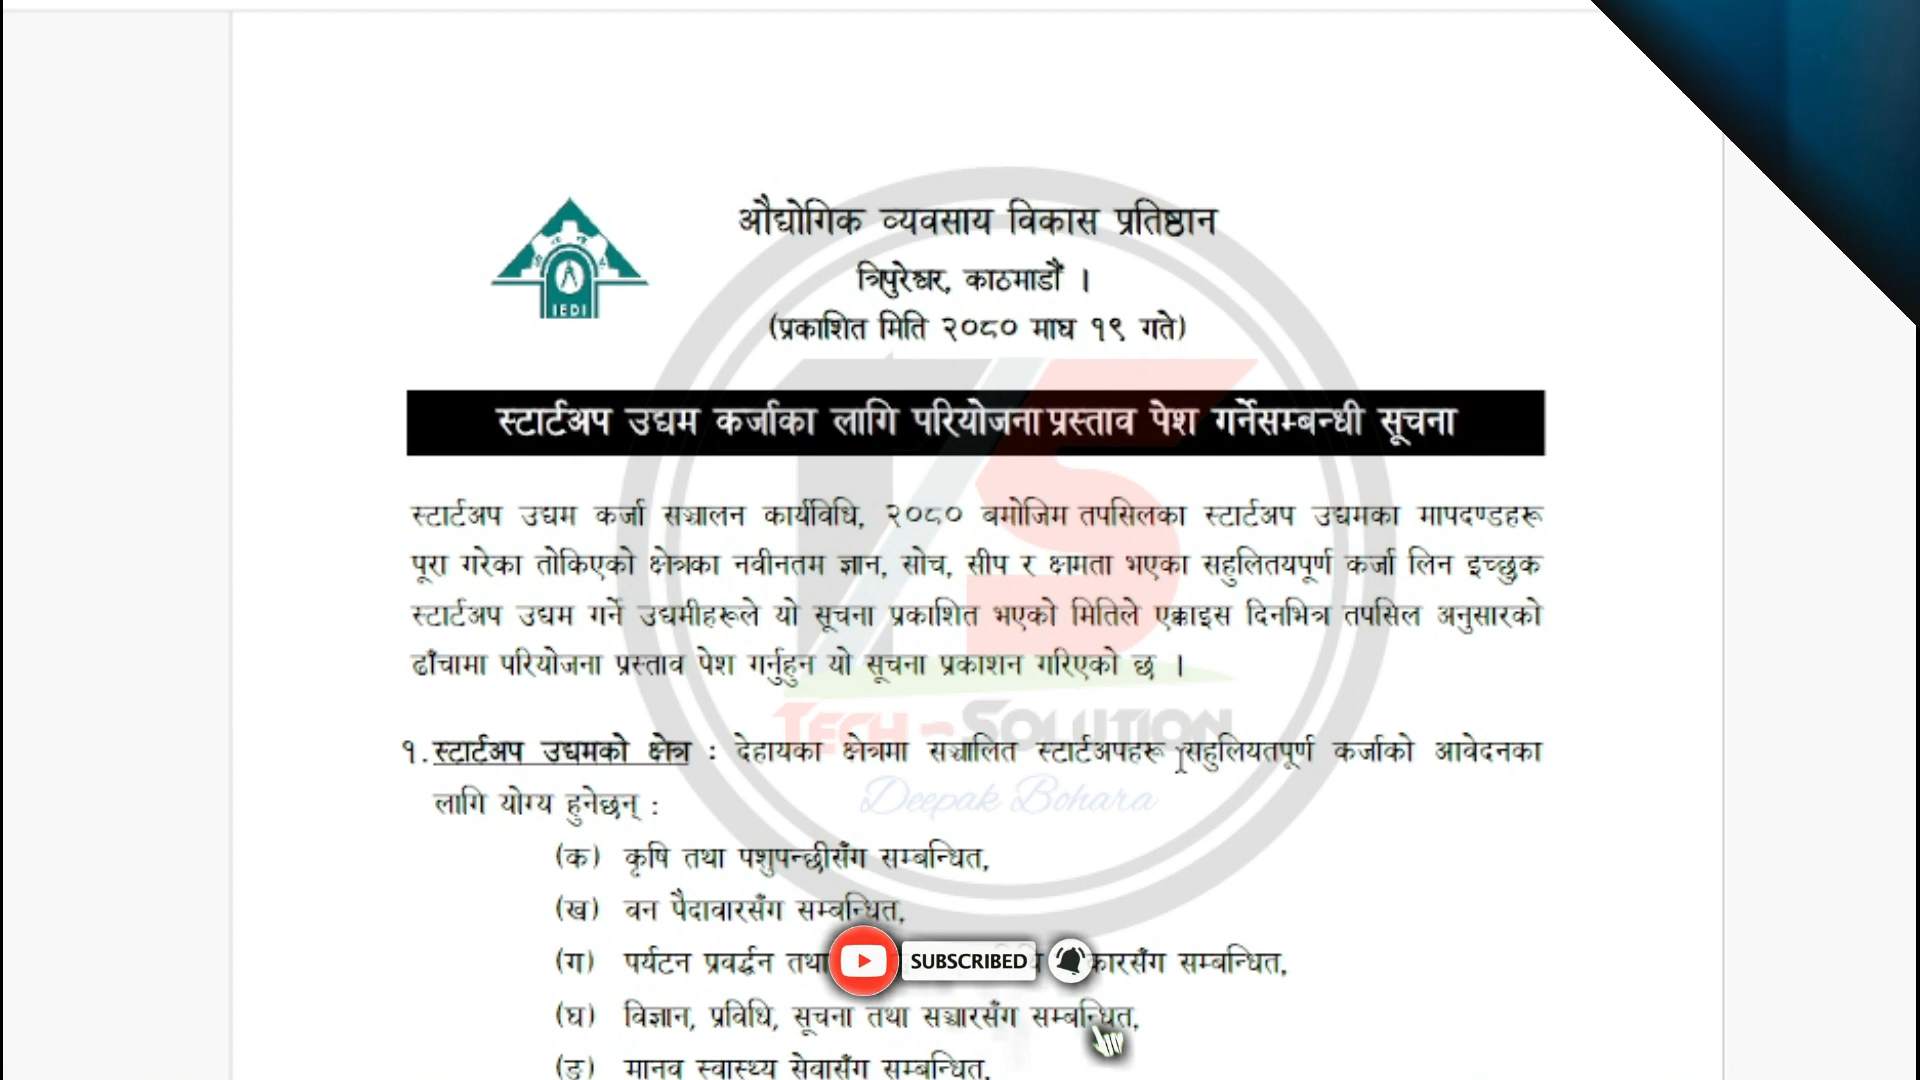 औद्योगिक व्यवसाय विकास प्रतिष्ठान
त्रिपुरेश्वर, काठमाडौं ।
(प्रकाशित मिति २०८० माघ १९ गते)
IEDI
स्टार्टअप उद्यम कर्जाका लागि परियोजना प्रस्ताव पेश गर्नेसम्बन्धी सूचना
स्टार्टअप उद्यम कर्जा सञ्चालन कार्यविधि, २०८० बमोजिम तपसिलका स्टार्टअप उद्यमका मापदण्डहरू
पूरा गरेका तोकिएको क्षेत्रका नवीनतम ज्ञान, सोच, सीप र क्षमता भएका सहुलितयपूर्ण कर्जा लिन इच्छुक
स्टार्टअप उद्यम गर्ने उद्यमीहरूले यो सूचना प्रकाशित भएको मितिले एक्काइस दिनभित्र तपसिल अनुसारको
ढाँचामा परियोजना प्रस्ताव पेश गर्नुहुन यो सूचना प्रकाशन गरिएको छ ।
TECH-SOLUTION
१. स्टार्टअप उद्यमको क्षेत्र : देहायका क्षेत्रमा सञ्चालित स्टार्टअपहरू सहुलियतपूर्ण कर्जाको आवेदनका
Deepak Bohara
लागि योग्य हुनेछन् :
(क) कृषि तथा पशुपन्छीसँग सम्बन्धित,
(ख) वन पैदावारसँग सम्बन्धित,
(ग) पर्यटन प्रवर्द्धन तथा कारसँग सम्बन्धित,
SUBSCRIBED
(घ) विज्ञान, प्रविधि, सूचना तथा सञ्चारसँग सम्बन्धित,
(ङ) मानव स्वास्थ्य सेवासँग सम्बन्धित,